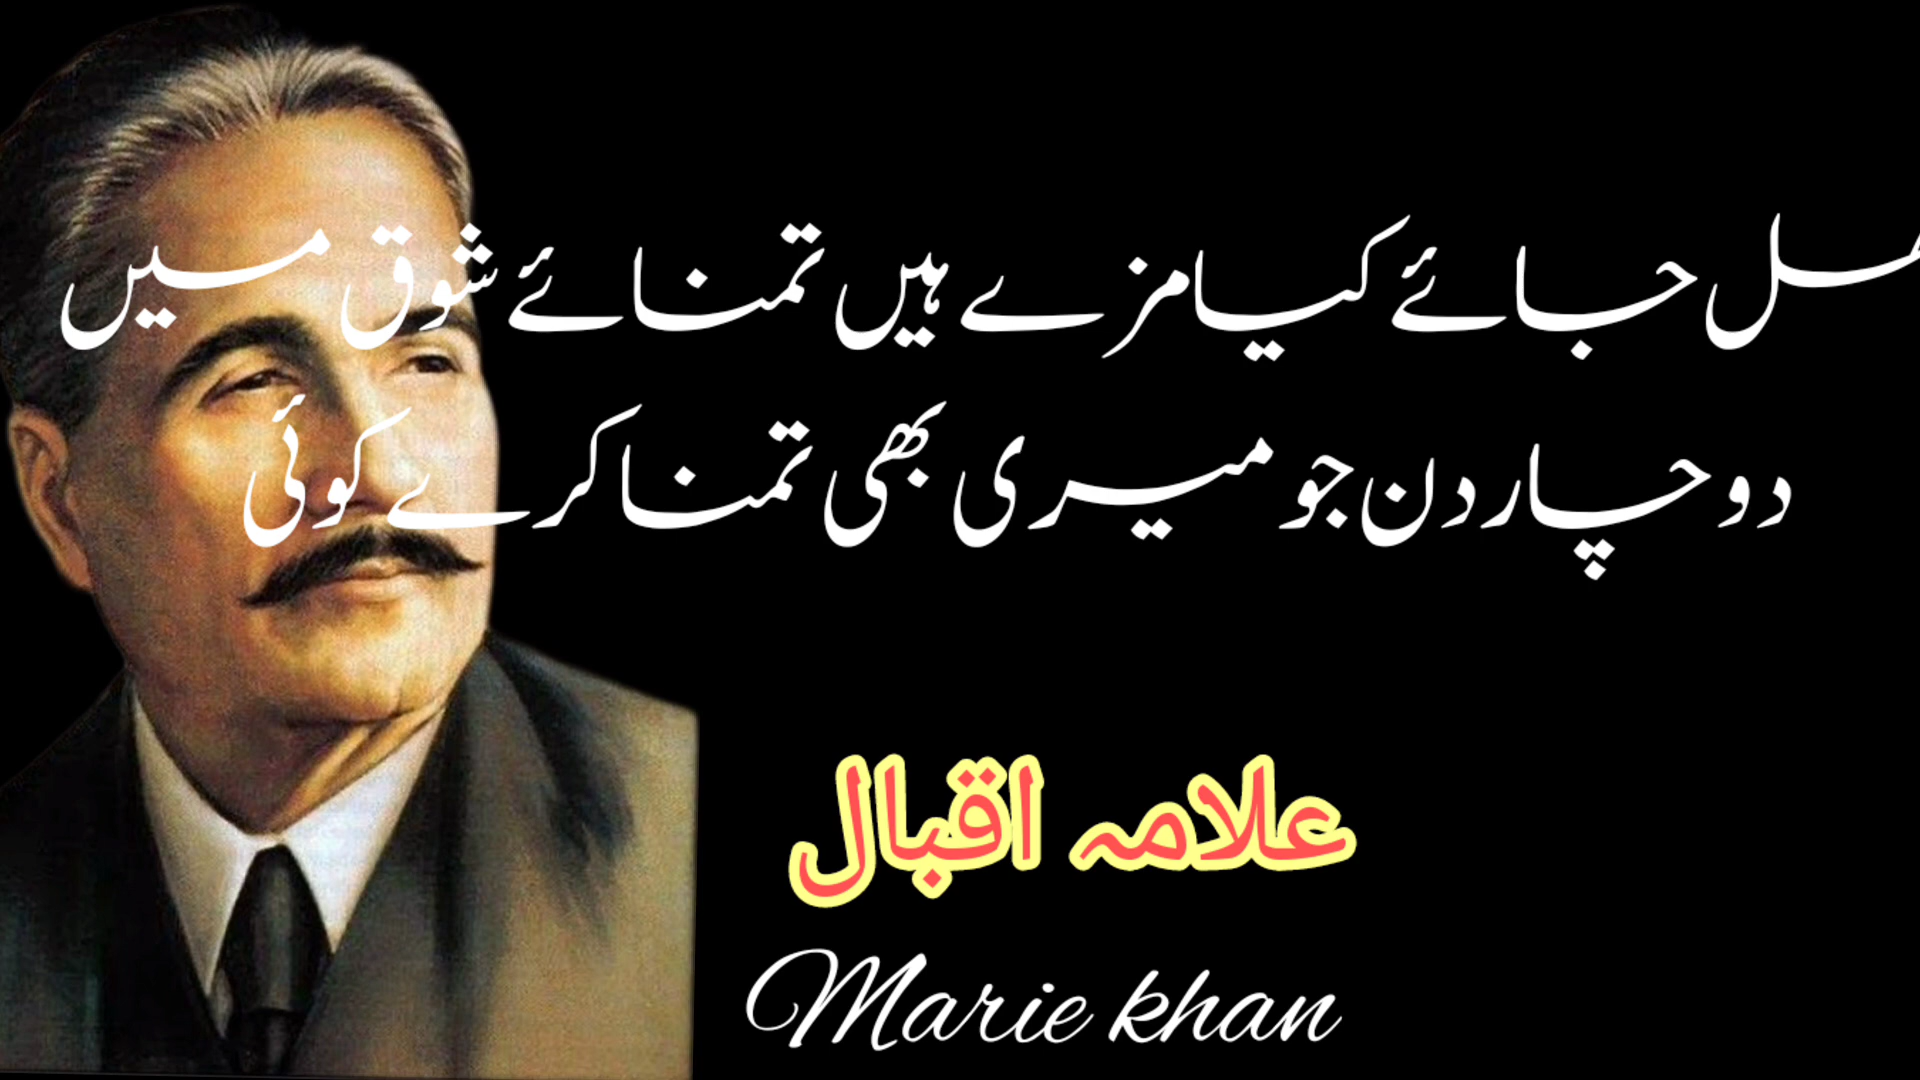 جائے کیا مزے ہیں تمنائے شوق میں
دو چار دن جو میری بھی تمنا کرے کوئی
علامہ اقبال
Marie khan